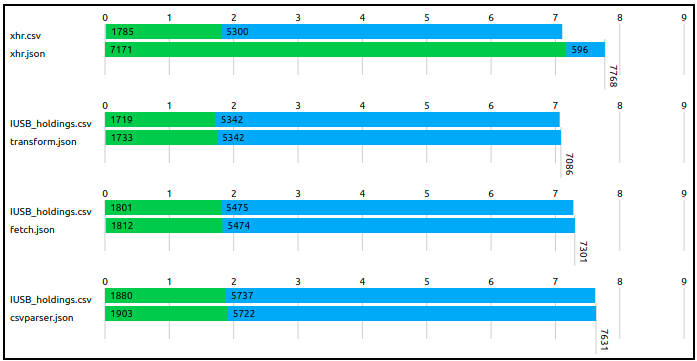 0 1 2 3 4 5 6 7 8 9
xhr.csv 1785 5300
xhr.json 7171 596
7768
0 1 2 3 4 5 6 7 8 9
IUSB_holdings.csv 1719 5342
transform.json 1733 5342
7086
0 1 2 3 4 5 6 7 8 9
IUSB_holdings.csv 1801 5475
fetch.json 1812 5474
7301
0 1 2 3 4 5 6 7 8 9
IUSB_holdings.csv 1880 5737
csvparser.json 1903 5722
7631